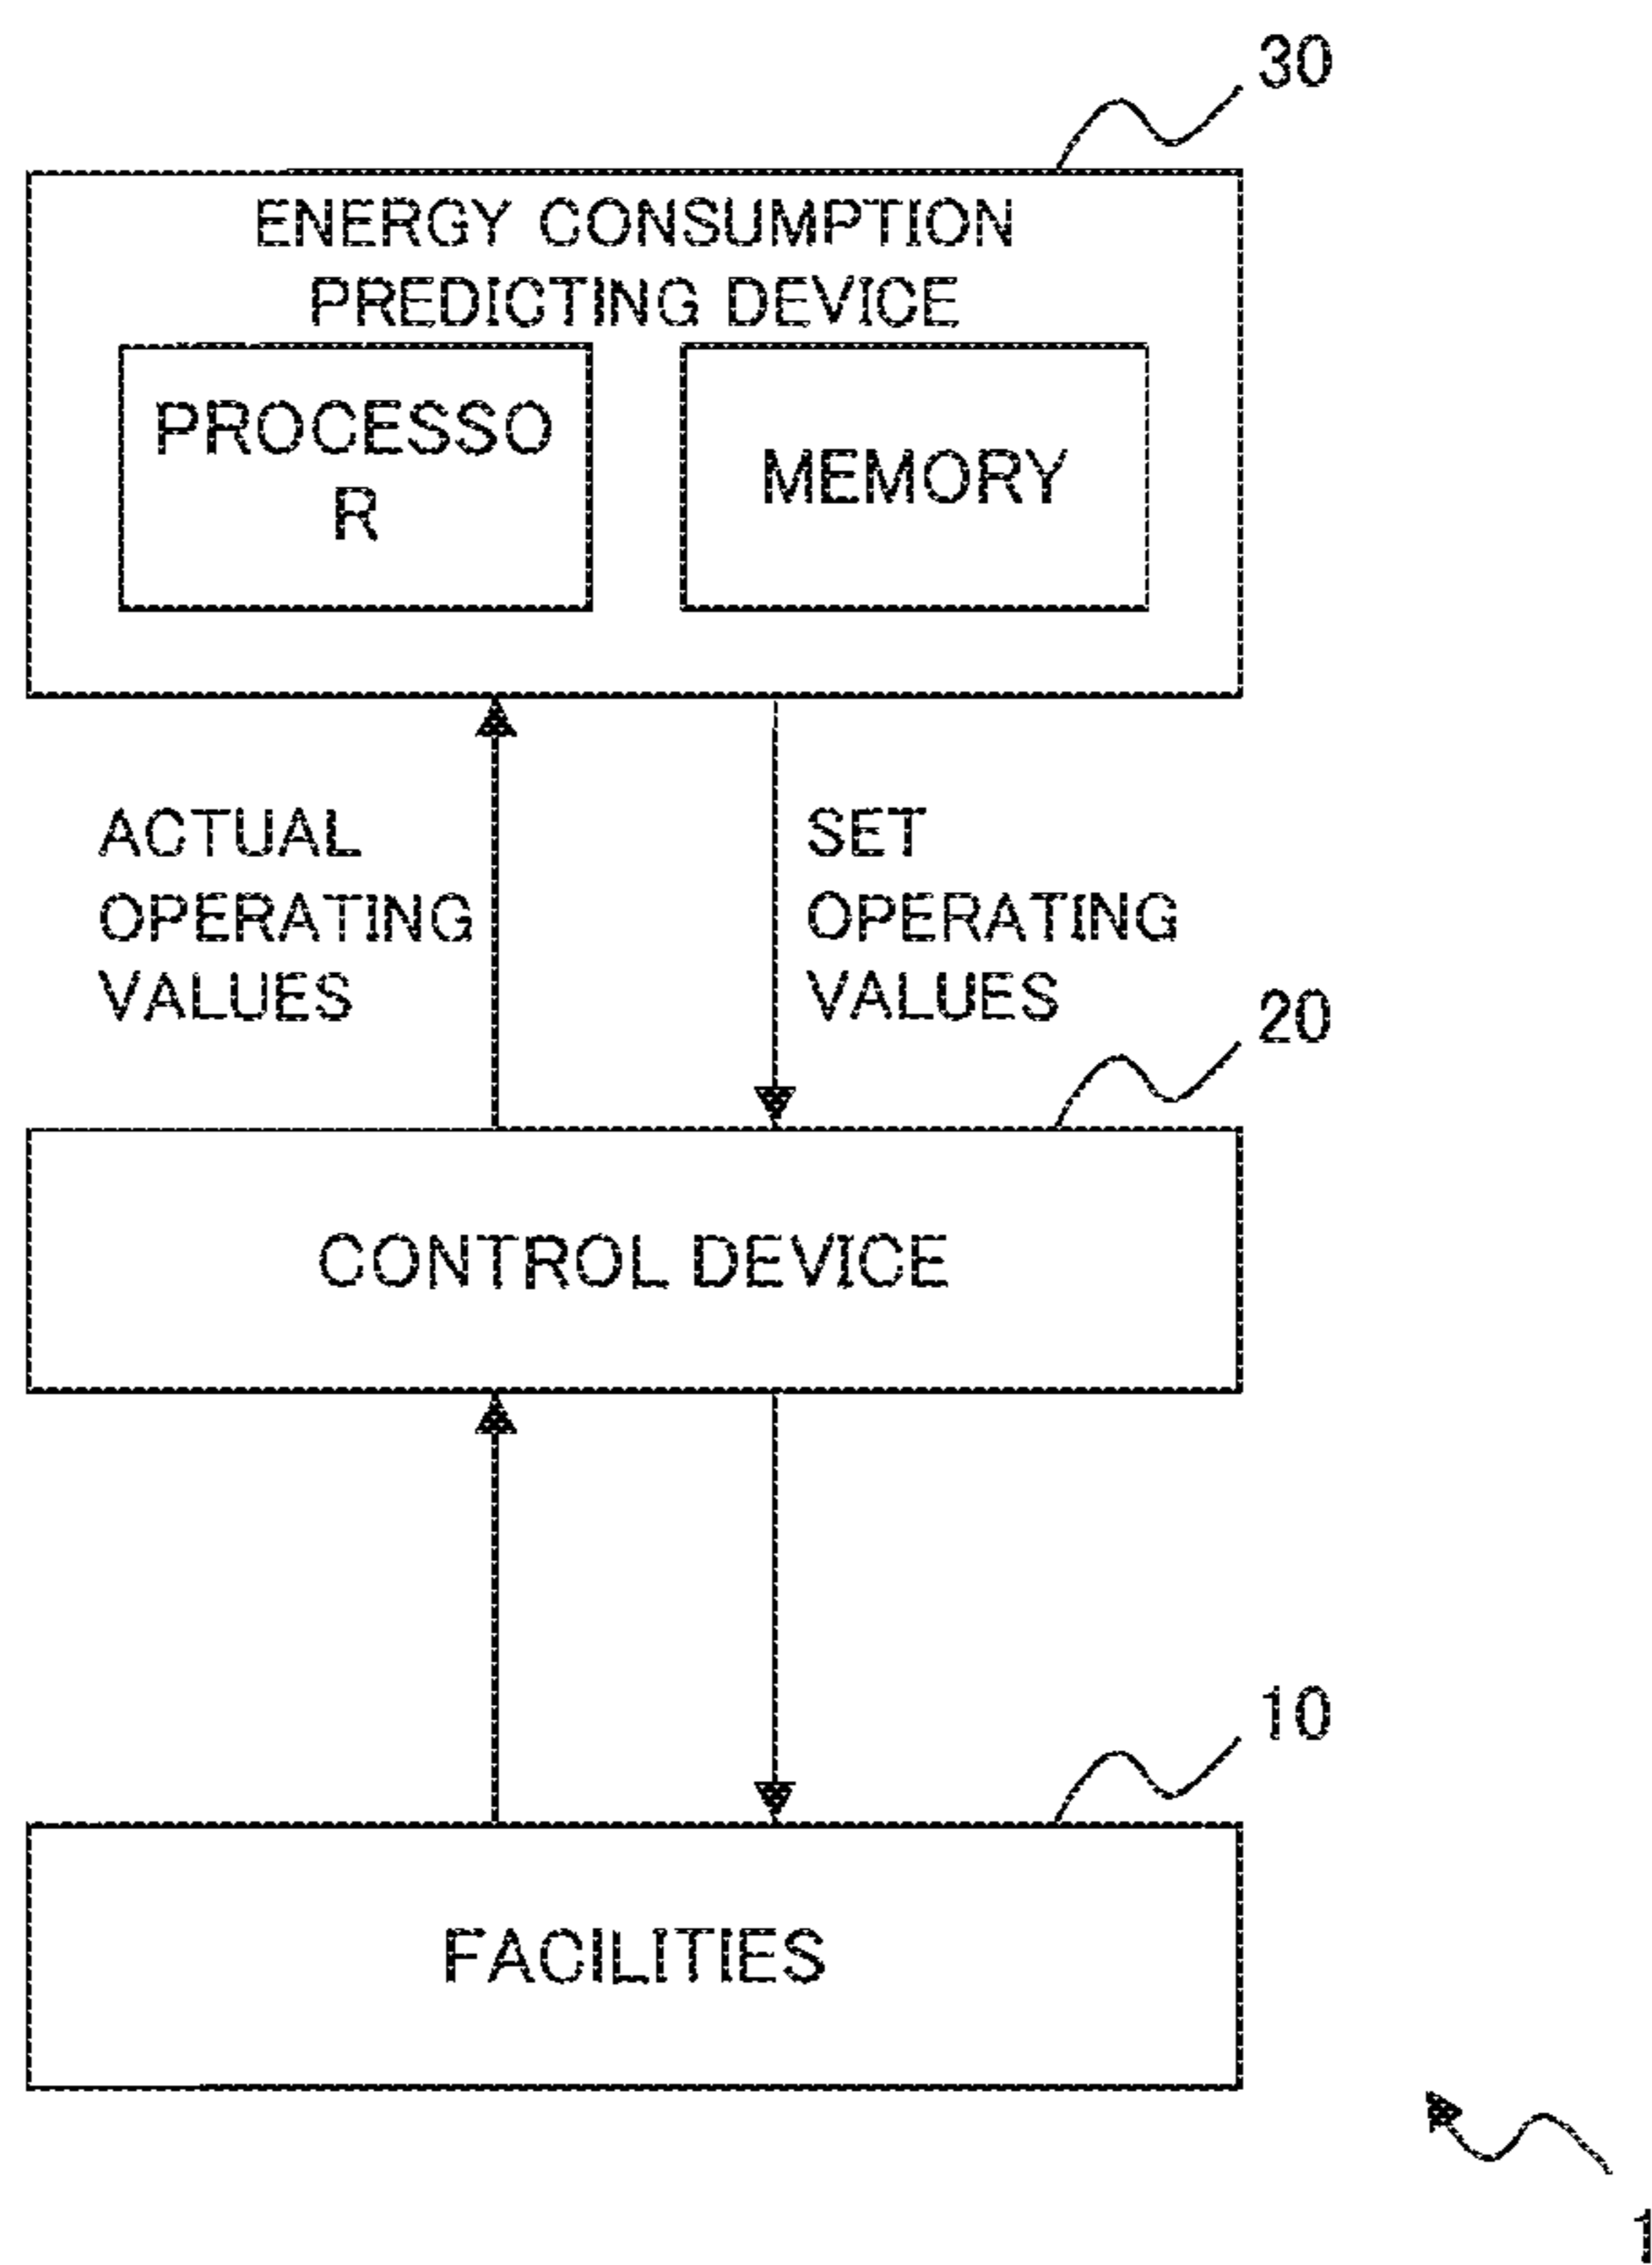 30
ENERGY CONSUMPTION
PREDICTING DEVICE
PROCESSO
R
MEMORY
ACTUAL
OPERATING
VALUES
SET
OPERATING
VALUES
20
CONTROL DEVICE
10
FACILITIES
1